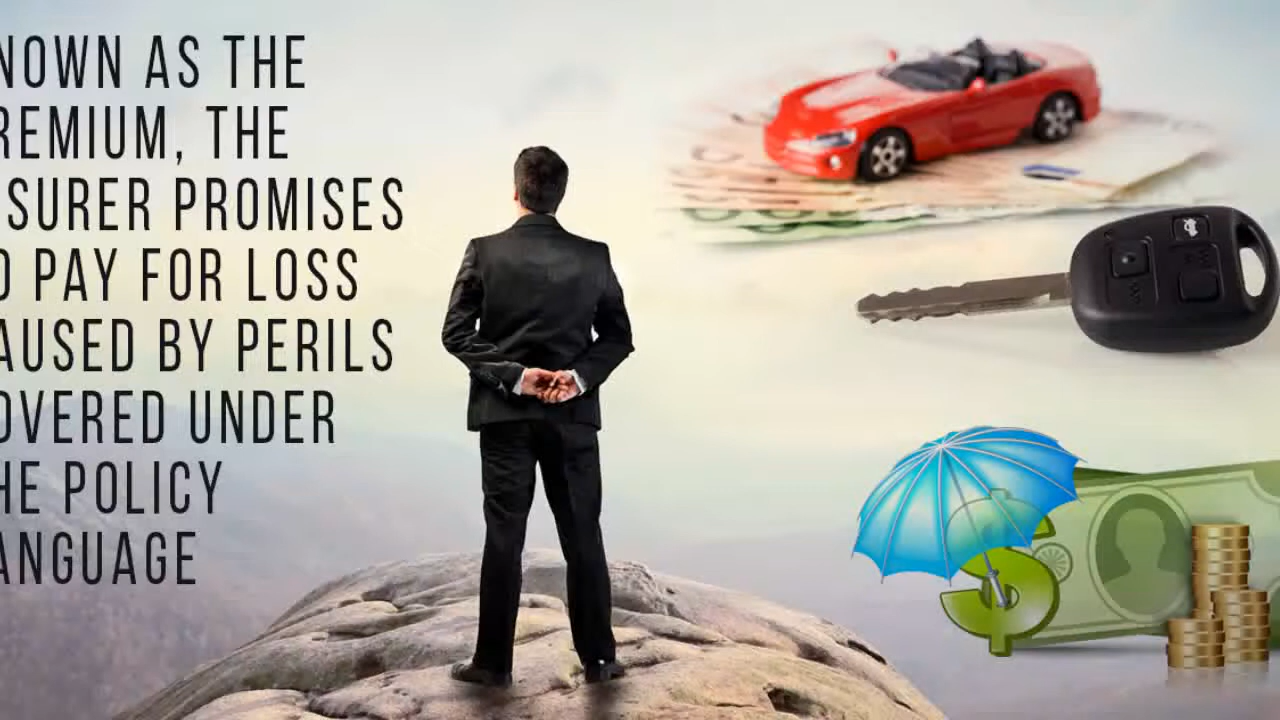 NOWN AS THE
REMIUM, THE
SURER PROMISES
O PAY FOR LOSS
AUSED BY PERILS
OVERED UNDER
HE POLICY
ANGUAGE